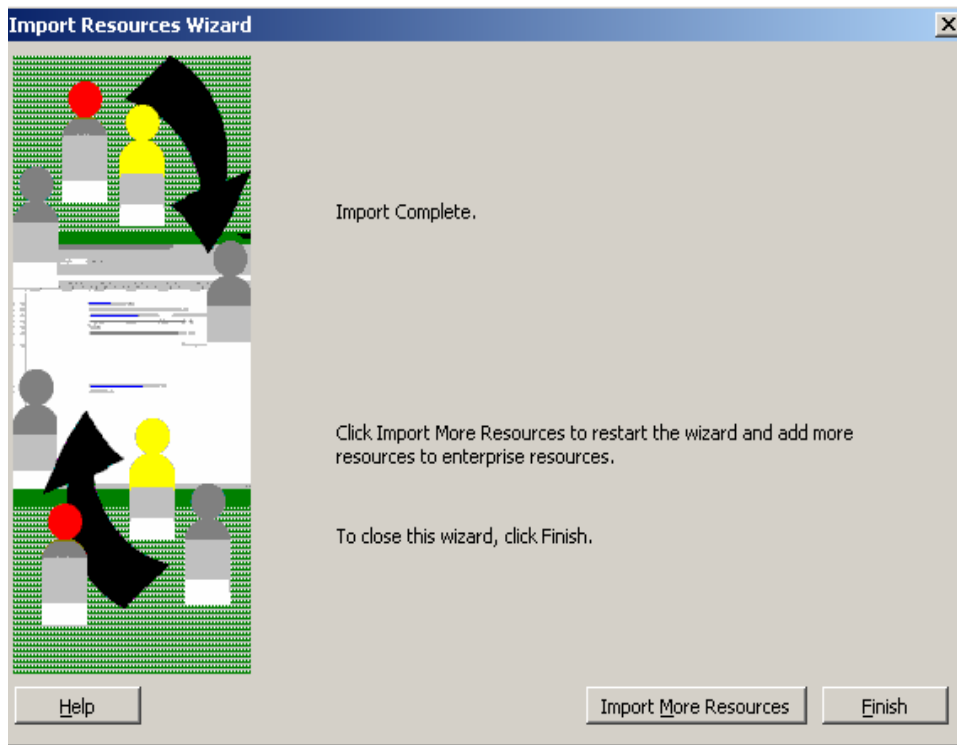 Import Resources Wizard
Import Complete.
Click Import More Resources to restart the wizard and add more
resources to enterprise resources.
To close this wizard, click Finish.
Help
Import More Resources
Finish